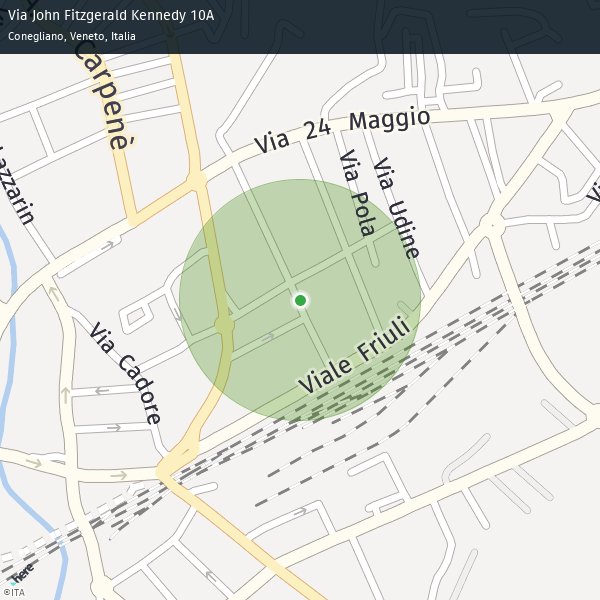 Via John Fitzgerald Kennedy 10A
Conegliano, Veneto, Italia
Carpenè
Via 24 Maggio
Lazzarin
Via Pola
Via Udine
Vi
Via Cadore
Viale Friuli
here
©ITA